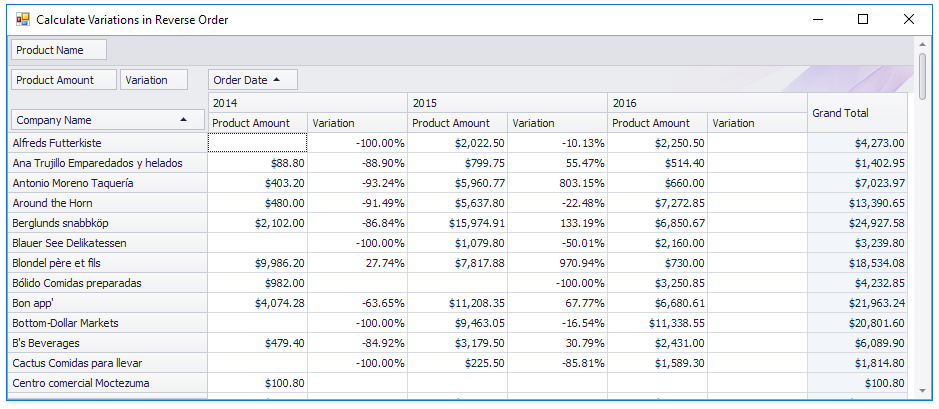 Calculate Variations in Reverse Order
Product Name
Product Amount Variation Order Date
2014 2015 2016 Grand Total
Company Name Product Amount Variation Product Amount Variation Product Amount Variation
Alfreds Futterkiste -100.00% $2,022.50 -10.13% $2,250.50 $4,273.00
Ana Trujillo Emparedados y helados $88.80 -88.90% $799.75 55.47% $514.40 $1,402.95
Antonio Moreno Taquería $403.20 -93.24% $5,960.77 803.15% $660.00 $7,023.97
Around the Horn $480.00 -91.49% $5,637.80 -22.48% $7,272.85 $13,390.65
Berglunds snabbköp $2,102.00 -86.84% $15,974.91 133.19% $6,850.67 $24,927.58
Blauer See Delikatessen -100.00% $1,079.80 -50.01% $2,160.00 $3,239.80
Blondel père et fils $9,986.20 27.74% $7,817.88 970.94% $730.00 $18,534.08
Bólido Comidas preparadas $982.00 -100.00% $3,250.85 $4,232.85
Bon app' $4,074.28 -63.65% $11,208.35 67.77% $6,680.61 $21,963.24
Bottom-Dollar Markets -100.00% $9,463.05 -16.54% $11,338.55 $20,801.60
B's Beverages $479.40 -84.92% $3,179.50 30.79% $2,431.00 $6,089.90
Cactus Comidas para llevar -100.00% $225.50 -85.81% $1,589.30 $1,814.80
Centro comercial Moctezuma $100.80 $100.80